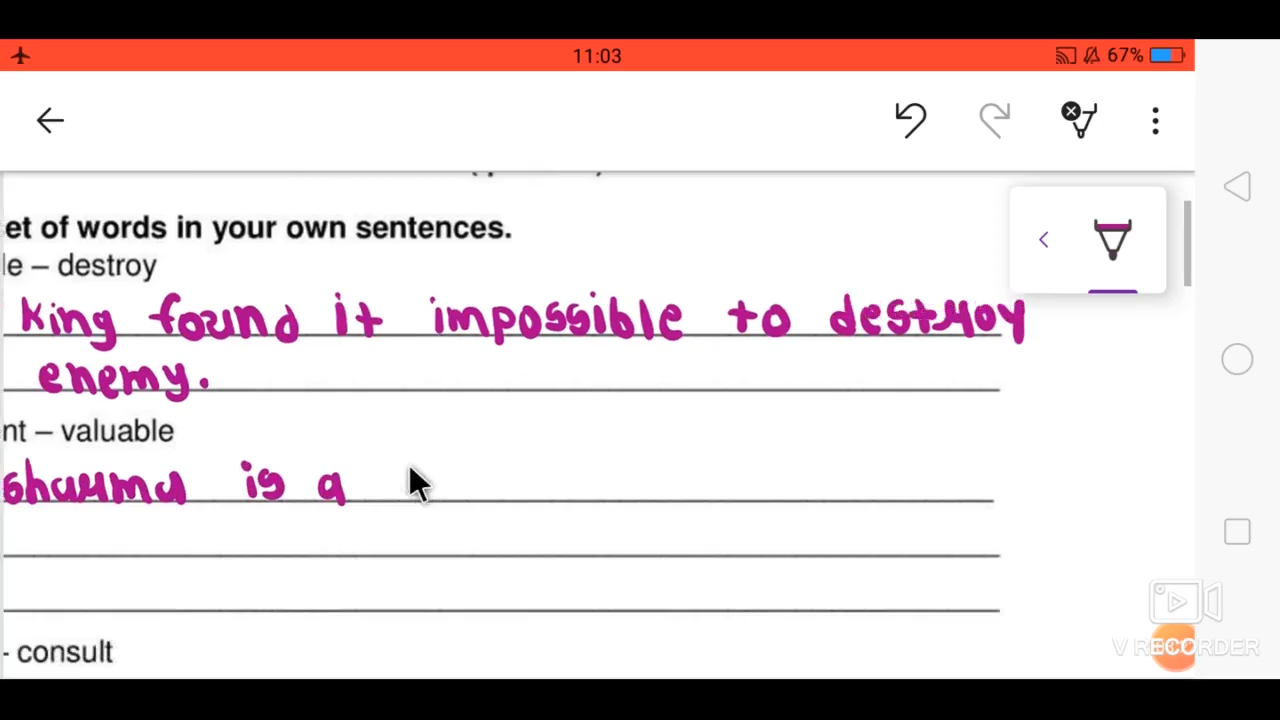 11:03
67%
et of words in your own sentences.
le – destroy
King found it impossible to destroy
enemy.
nt – valuable
sharma is a
- consult
V RECORDER